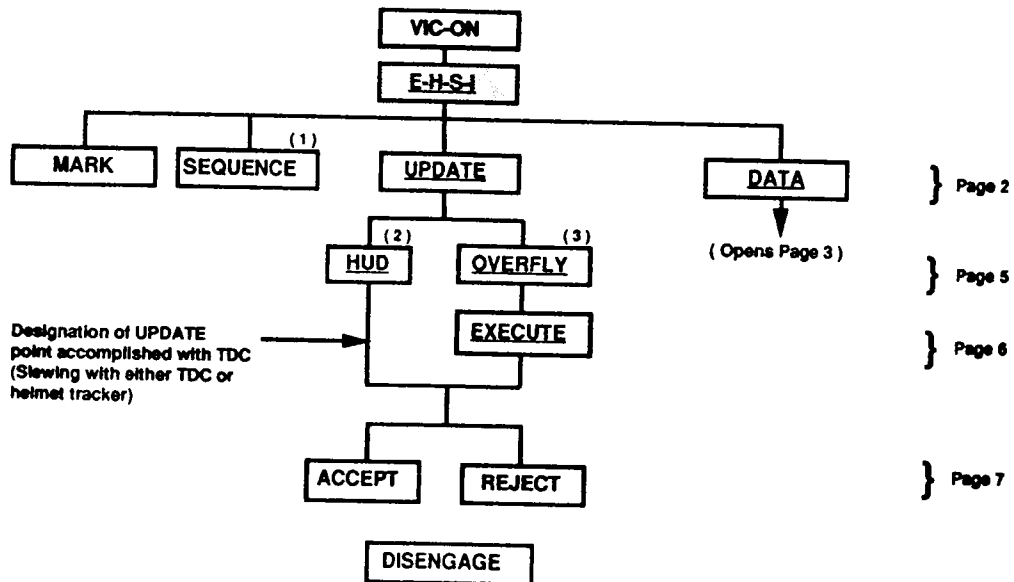 VIC-ON
E-H-S-I
(1)
MARK
SEQUENCE
UPDATE
DATA
} Page 2
(2)
(3)
HUD
OVERFLY
( Opens Page 3 )
} Page 5
EXECUTE
} Page 6
Designation of UPDATE
point accomplished with TDC
(Slewing with either TDC or
helmet tracker)
ACCEPT
REJECT
} Page 7
DISENGAGE